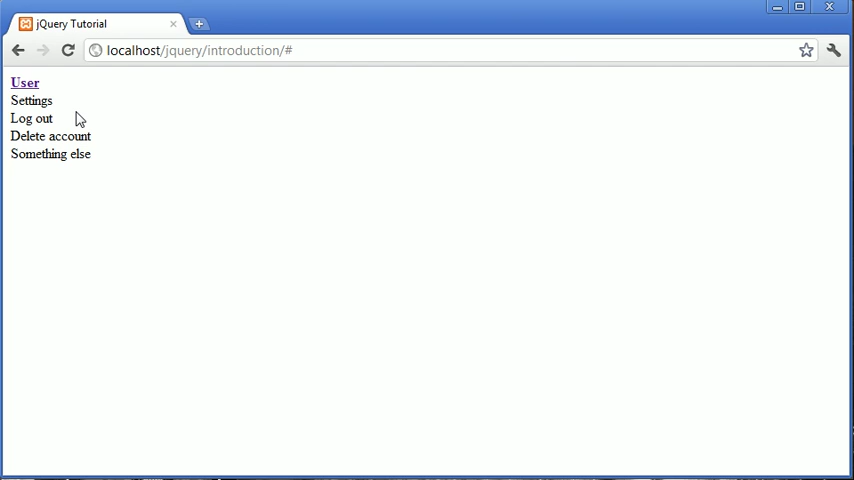 jQuery Tutorial
localhost/jquery/introduction/#
User
Settings
Log out
Delete account
Something else